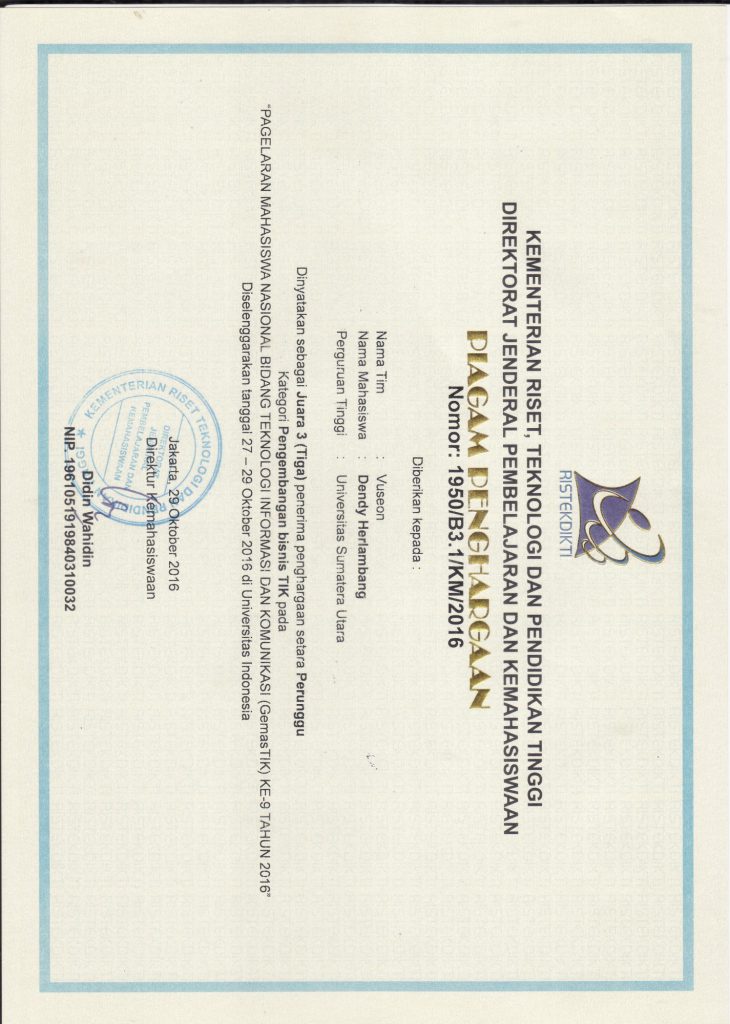 RISTEKDIKTI
KEMENTERIAN RISET, TEKNOLOGI DAN PENDIDIKAN TINGGI
DIREKTORAT JENDERAL PEMBELAJARAN DAN KEMAHASISWAAN
PIAGAM PENGHARGAAN
Nomor: 1950/B3.1/KM/2016
Diberikan kepada :
Nama Tim : Vuseon
Nama Mahasiswa : Dendy Herlambang
Perguruan Tinggi : Universitas Sumatera Utara
Dinyatakan sebagai Juara 3 (Tiga) penerima penghargaan setara Perunggu
Kategori Pengembangan bisnis TIK pada
"PAGELARAN MAHASISWA NASIONAL BIDANG TEKNOLOGI INFORMASI DAN KOMUNIKASI (GemasTIK) KE-9 TAHUN 2016"
Diselenggarakan tanggal 27 – 29 Oktober 2016 di Universitas Indonesia
Jakarta, 29 Oktober 2016
Direktur Kemahasiswaan
KEMENTERIAN RISET TEKNOLOGI DAN PENDIDIKAN
DIREKTORAT
PEMBELAJARAN DAN
KEMAHASISWAAN
Didin Wahidin
NIP. 196105191984031003​2